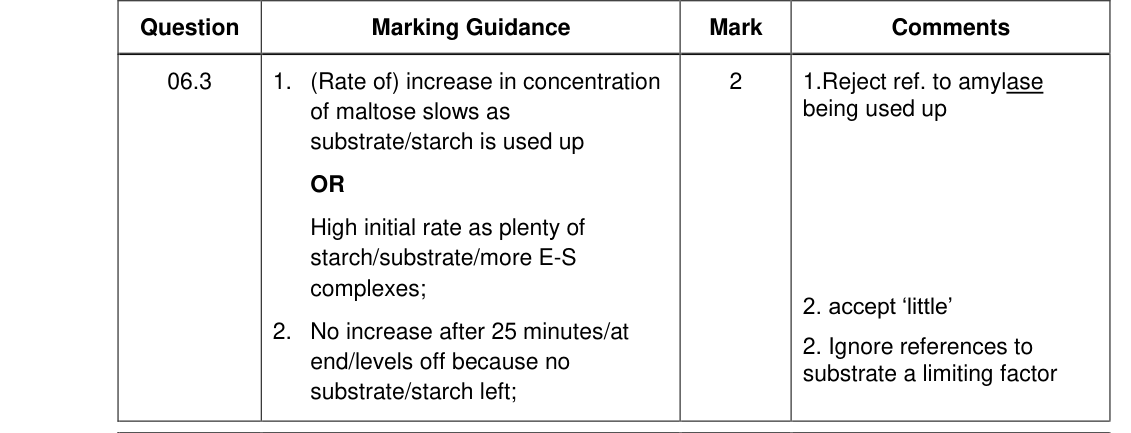 Question Marking Guidance Mark Comments
06.3
1. (Rate of) increase in concentration
of maltose slows as
substrate/starch is used up
OR
High initial rate as plenty of
starch/substrate/more E-S
complexes;
2. No increase after 25 minutes/at
end/levels off because no
substrate/starch left;
2
1.Reject ref. to amylase
being used up
2. accept ‘little’
2. Ignore references to
substrate a limiting factor